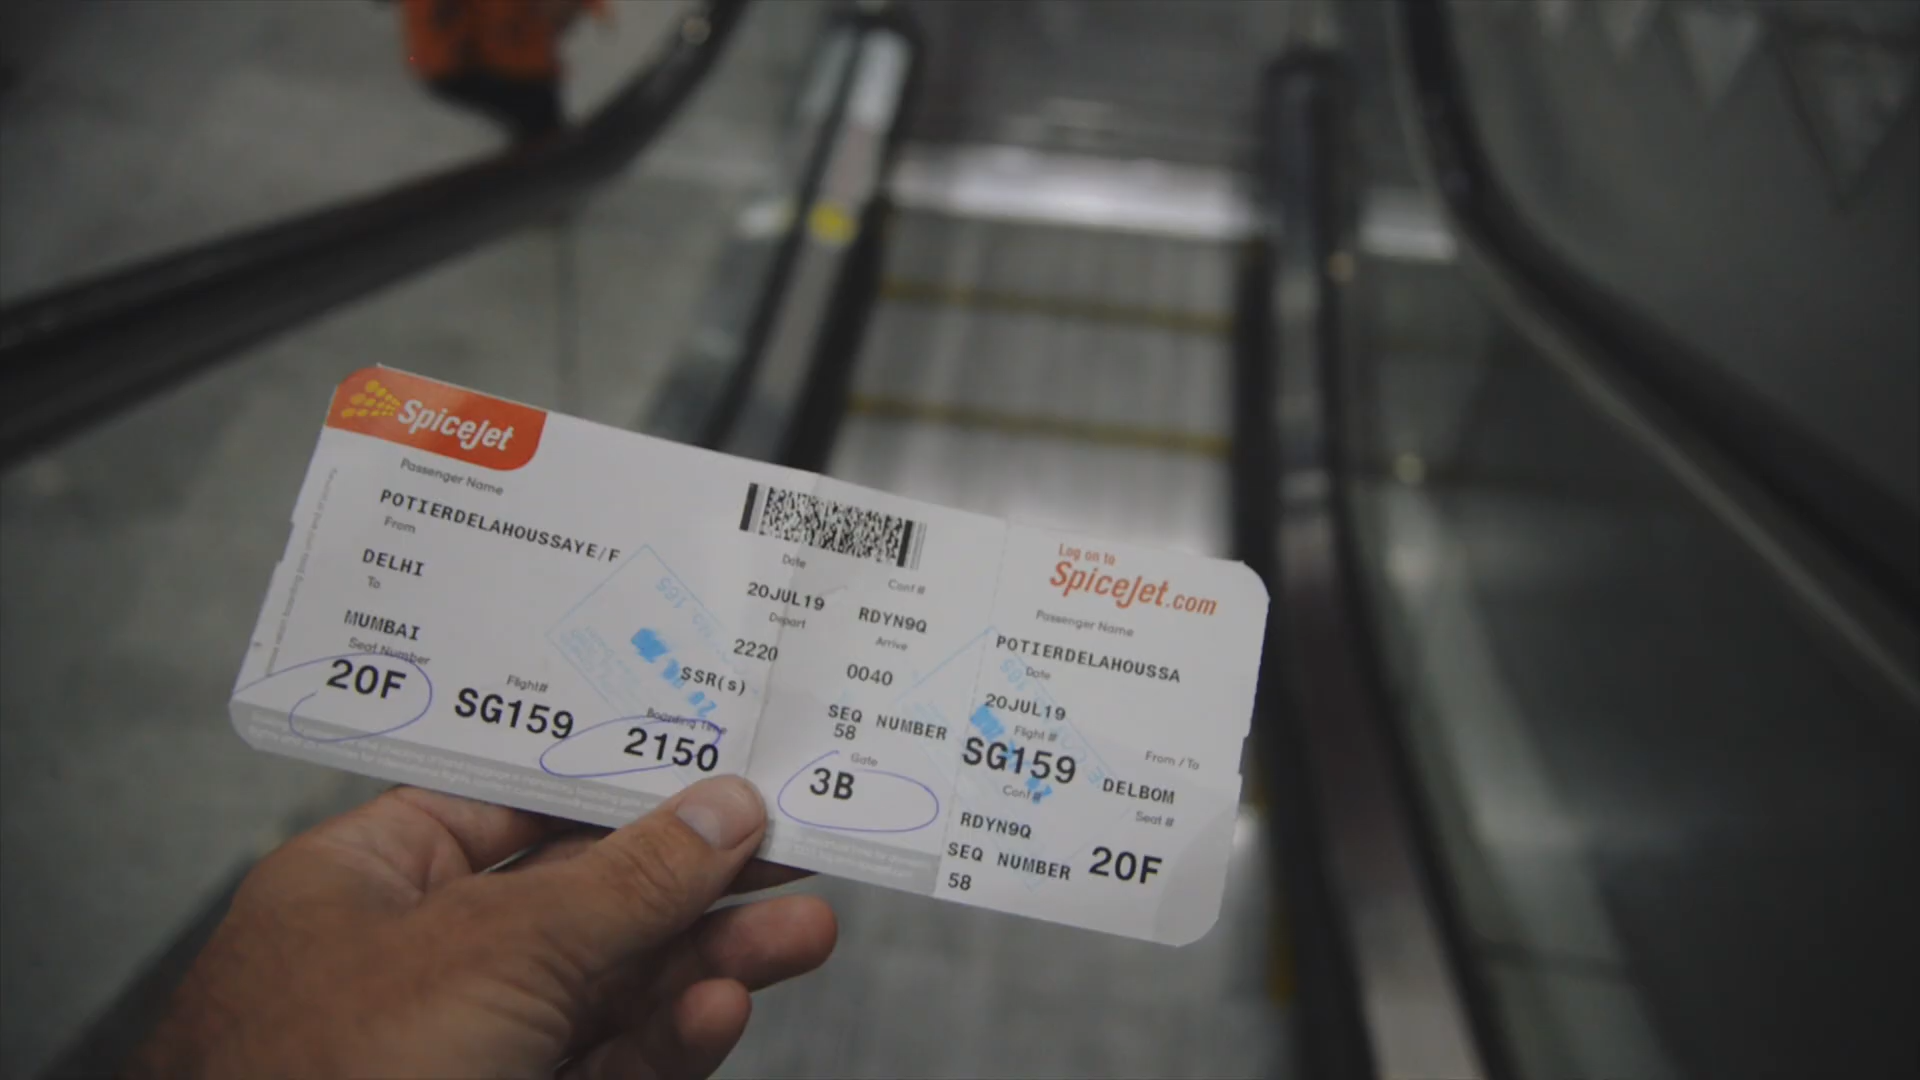 SpiceJet
Passenger Name
POTIERDELAHOUSSAYE/F
From
DELHI
To
MUMBAI
Seat Number
20F
Flight#
SG159
Boarding Time
2150
Date
20JUL19
Conf #
RDYN9Q
Depart
2220
Arrive
0040
SSR(s)
SEQ NUMBER
58
Gate
3B
Log on to
SpiceJet.com
Passenger Name
POTIERDELAHOUSSA
Date
20JUL19
Flight #
SG159
From / To
DELBOM
Conf #
RDYN9Q
Seat #
20F
SEQ NUMBER
58